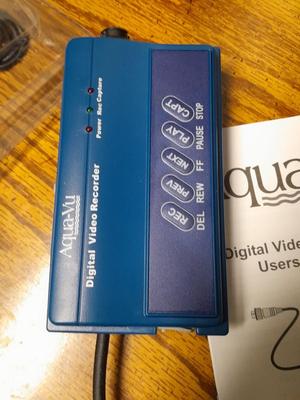 Aqua-Vu
Digital Video Recorder
Power Rec Capture
REC PREV NEXT PLAY CAPT
DEL REW FF PAUSE STOP
Digital Vide
Users